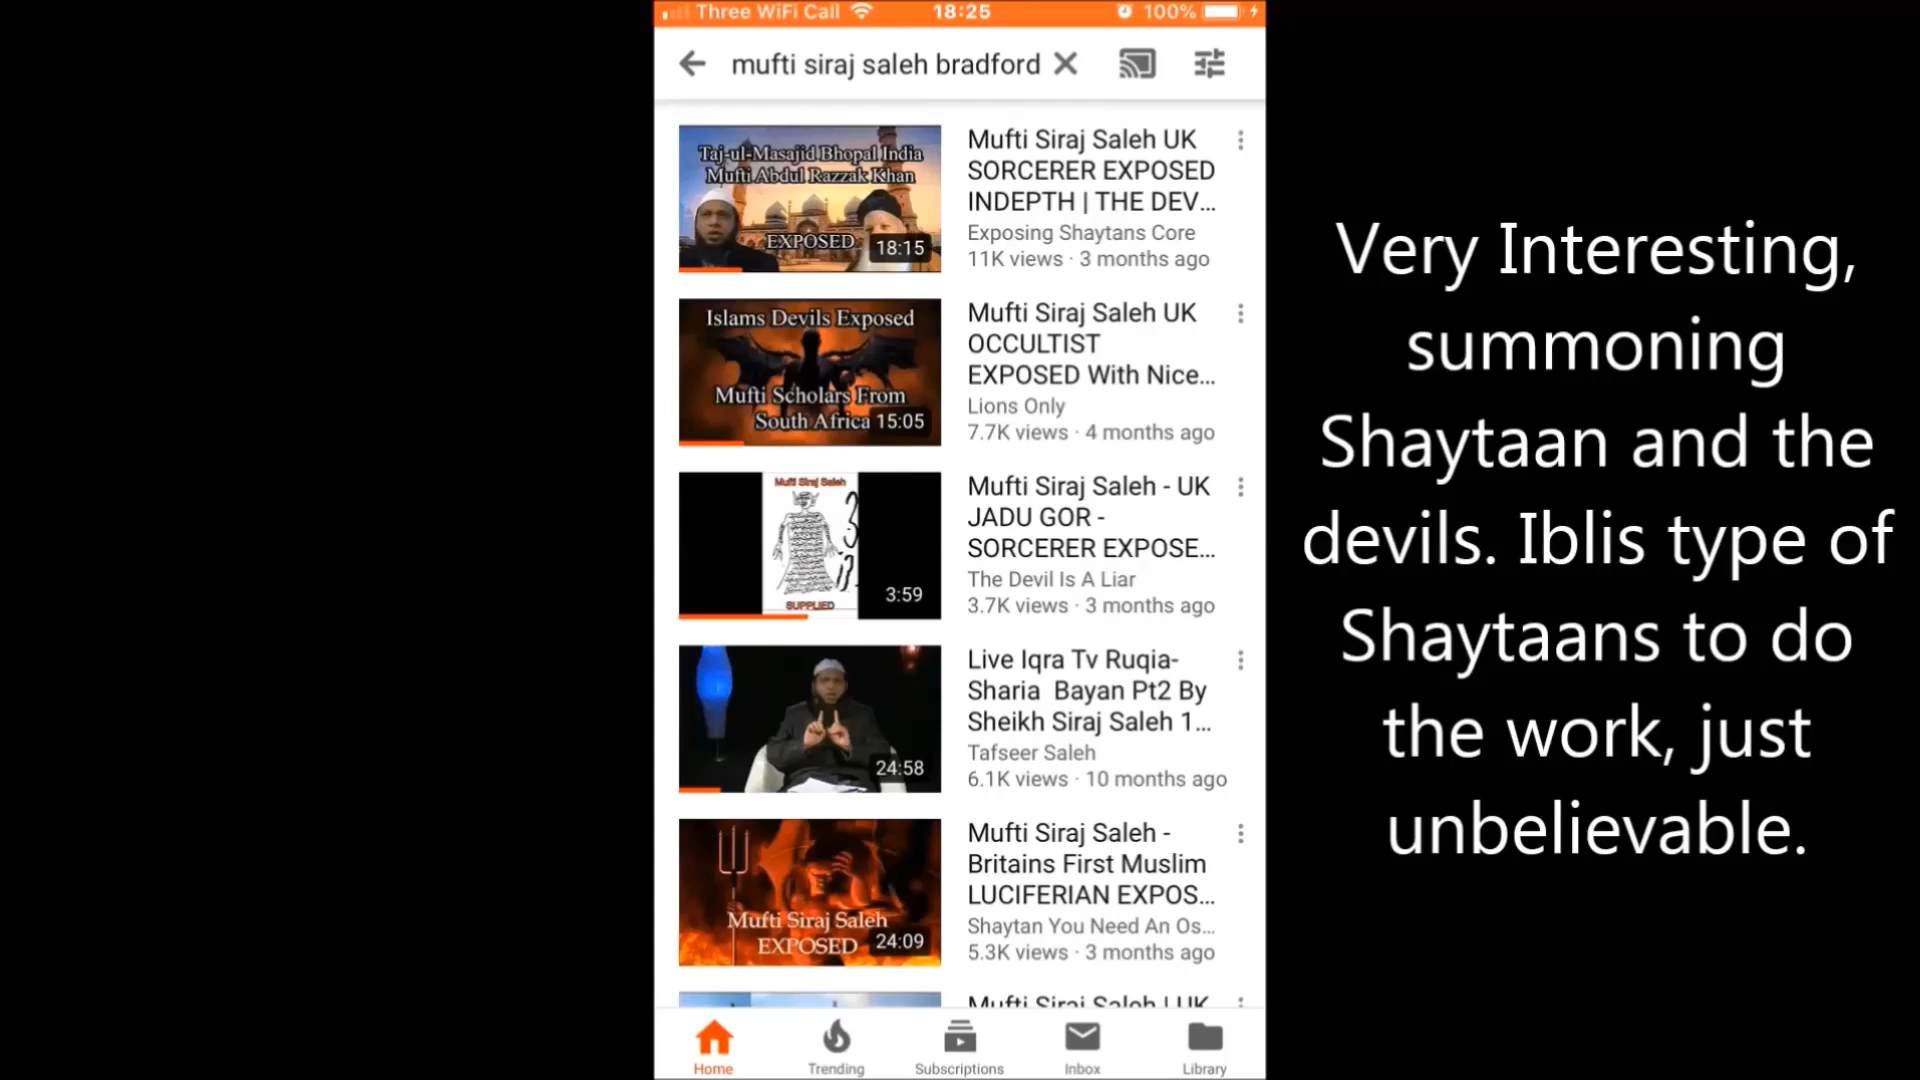 Three WiFi Call
18:25
100%
mufti siraj saleh bradford
Taj-ul-Masajid Bhopal India
Mufti Abdul Razzak Khan
EXPOSED
18:15
Mufti Siraj Saleh UK
SORCERER EXPOSED
INDEPTH | THE DEV...
Exposing Shaytans Core
11K views · 3 months ago
Islams Devils Exposed
Mufti Scholars From
South Africa
15:05
Mufti Siraj Saleh UK
OCCULTIST
EXPOSED With Nice...
Lions Only
7.7K views · 4 months ago
Mufti Siraj Saleh
SUPPLIED
3:59
Mufti Siraj Saleh - UK
JADU GOR -
SORCERER EXPOSE...
The Devil Is A Liar
3.7K views · 3 months ago
24:58
Live Iqra Tv Ruqia-
Sharia Bayan Pt2 By
Sheikh Siraj Saleh 1...
Tafseer Saleh
6.1K views · 10 months ago
Mufti Siraj Saleh
EXPOSED
24:09
Mufti Siraj Saleh -
Britains First Muslim
LUCIFERIAN EXPOS...
Shaytan You Need An Os...
5.3K views · 3 months ago
Mufti Siraj Saleh | UK
Home
Trending
Subscriptions
Inbox
Library
Very Interesting,
summoning
Shaytaan and the
devils. Iblis type of
Shaytaans to do
the work, just
unbelievable.